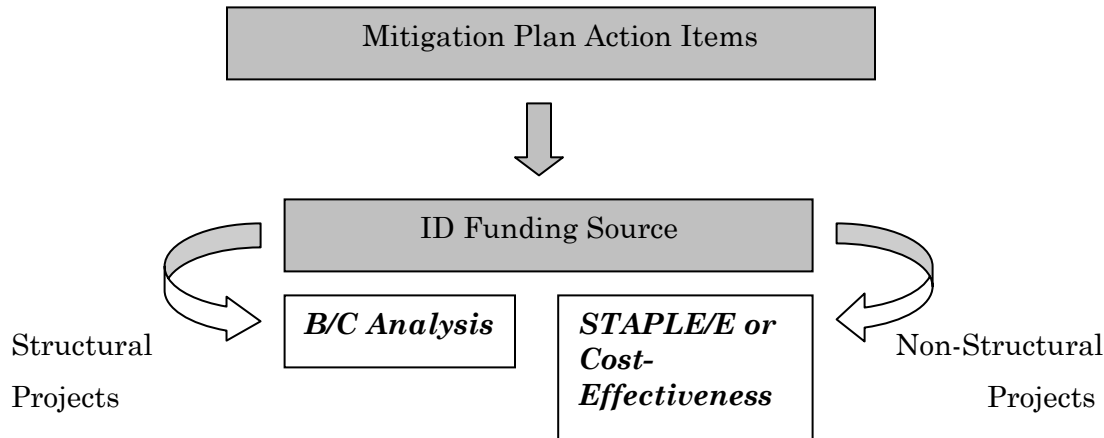 Mitigation Plan Action Items
ID Funding Source
B/C Analysis
STAPLE/E or
Cost-
Effectiveness
Structural
Projects
Non-Structural
Projects